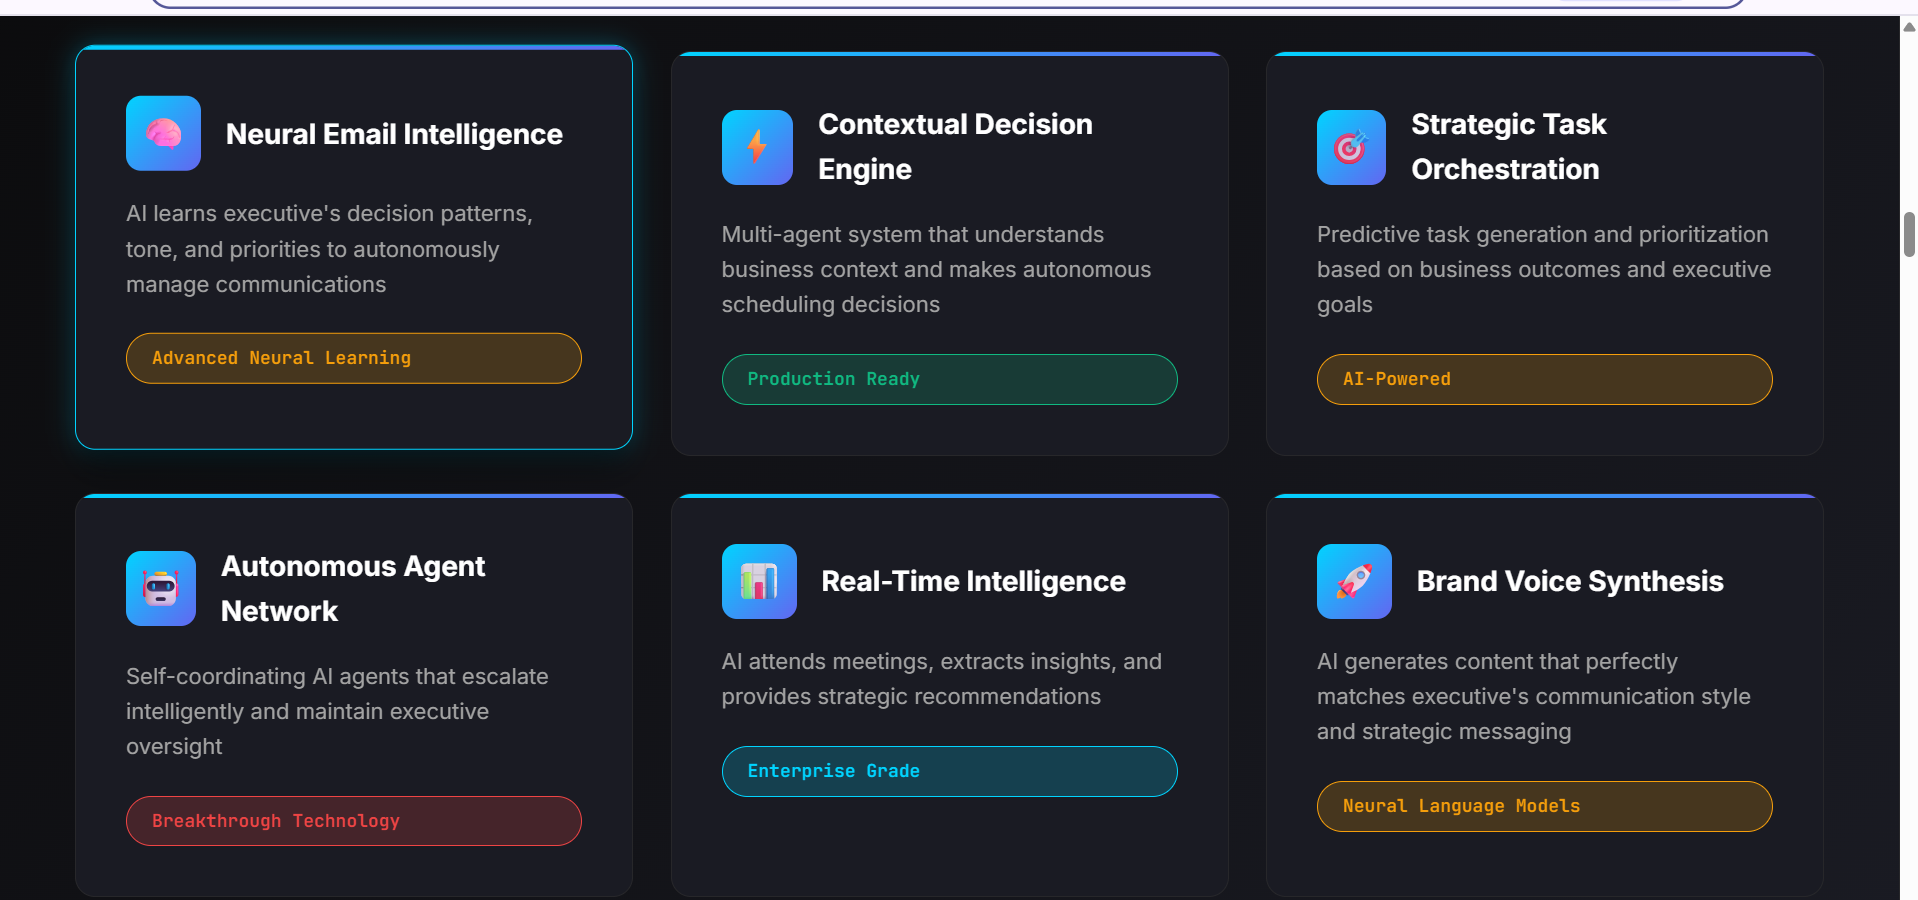 Neural Email Intelligence
AI learns executive's decision patterns,
tone, and priorities to autonomously
manage communications
Advanced Neural Learning
Contextual Decision
Engine
Multi-agent system that understands
business context and makes autonomous
scheduling decisions
Production Ready
Strategic Task
Orchestration
Predictive task generation and prioritization
based on business outcomes and executive
goals
AI-Powered
Autonomous Agent
Network
Self-coordinating AI agents that escalate
intelligently and maintain executive
oversight
Breakthrough Technology
Real-Time Intelligence
AI attends meetings, extracts insights, and
provides strategic recommendations
Enterprise Grade
Brand Voice Synthesis
AI generates content that perfectly
matches executive's communication style
and strategic messaging
Neural Language Models